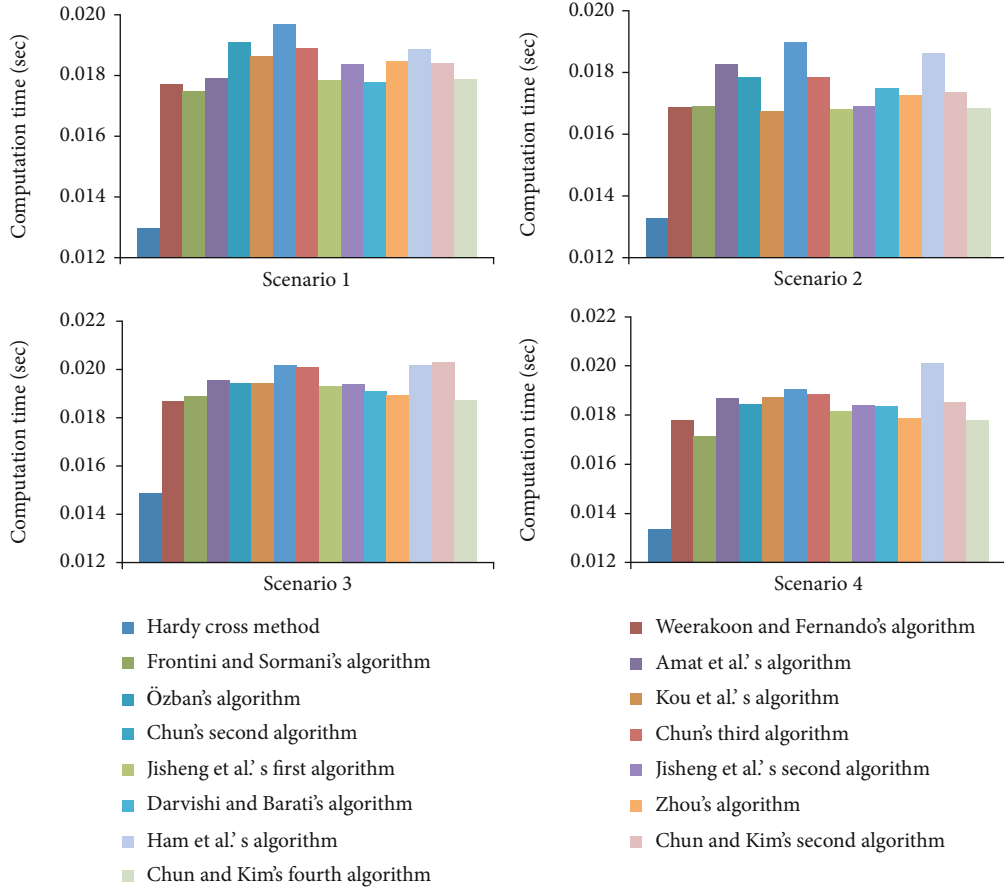 Computation time (sec)
0.020
0.018
0.016
0.014
0.012
Scenario 1
Computation time (sec)
0.020
0.018
0.016
0.014
0.012
Scenario 2
Computation time (sec)
0.022
0.020
0.018
0.016
0.014
0.012
Scenario 3
Computation time (sec)
0.022
0.020
0.018
0.016
0.014
0.012
Scenario 4
Hardy cross method
Frontini and Sormani's algorithm
Özban's algorithm
Chun's second algorithm
Jisheng et al.' s first algorithm
Darvishi and Barati's algorithm
Ham et al.' s algorithm
Chun and Kim's fourth algorithm
Weerakoon and Fernando's algorithm
Amat et al.' s algorithm
Kou et al.' s algorithm
Chun's third algorithm
Jisheng et al.' s second algorithm
Zhou's algorithm
Chun and Kim's second algorithm